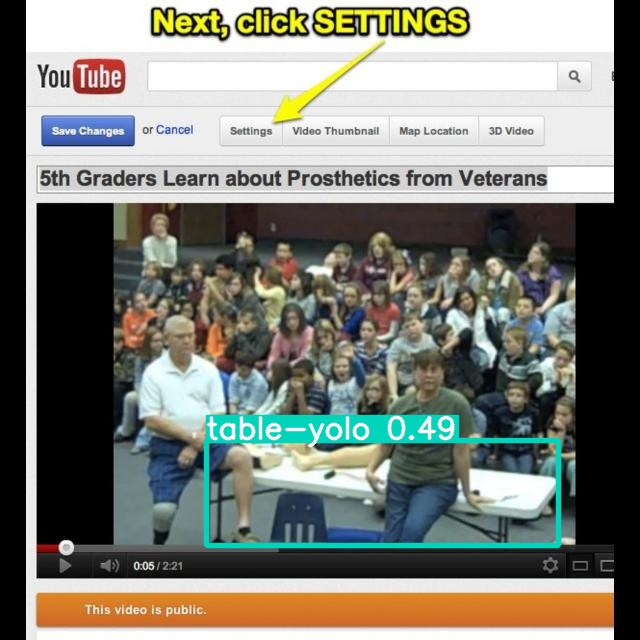 Next, click SETTINGS
YouTube
Save Changes or Cancel Settings Video Thumbnail Map Location 3D Video
5th Graders Learn about Prosthetics from Veterans
table-yolo 0.49
0:05 / 2:21
This video is public.